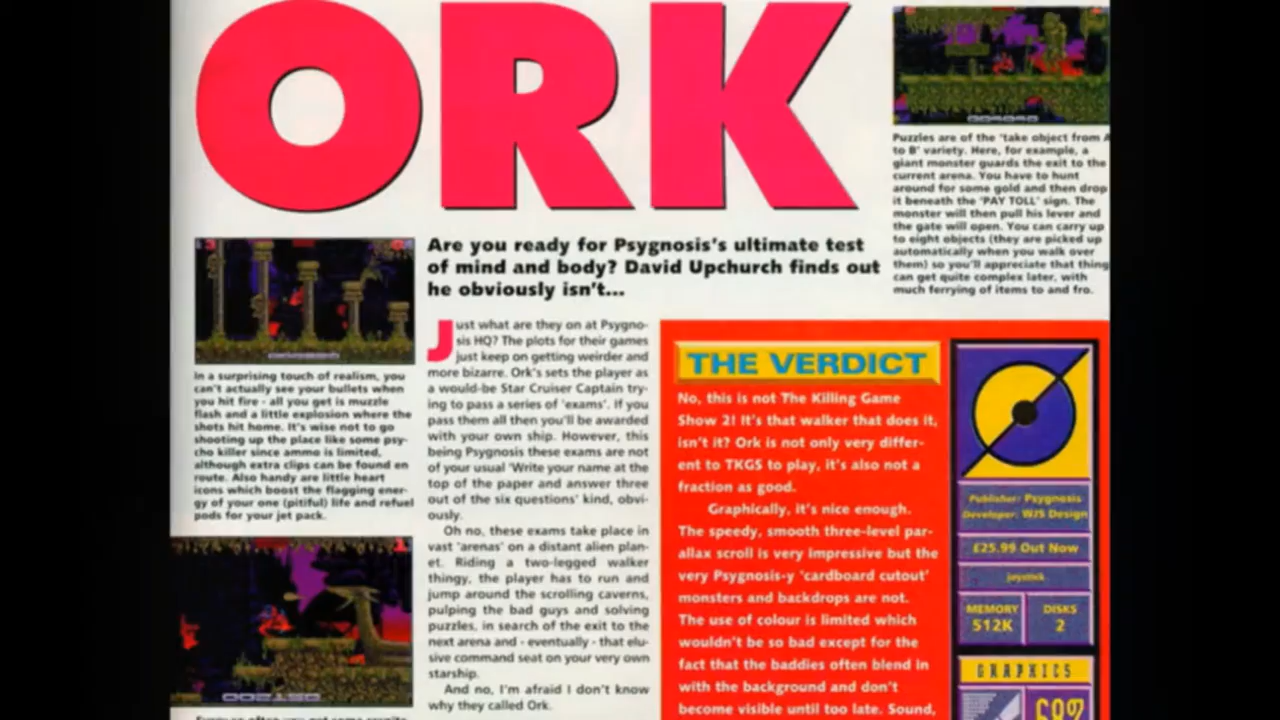 ORK
Are you ready for Psygnosis's ultimate test
of mind and body? David Upchurch finds out
he obviously isn't...
In a surprising touch of realism, you
can't actually see your bullets when
you hit fire - all you get is muzzle
flash and a little explosion where the
shots hit home. It's wise not to go
shooting up the place like some psy-
cho killer since ammo is limited,
although extra clips can be found en
route. Also handy are little heart
icons which boost the flagging ener-
gy of your one (pitiful) life and refuel
pods for your jet pack.
Just what are they on at Psygno-
sis HQ? The plots for their games
just keep on getting weirder and
more bizarre. Ork's sets the player as
a would-be Star Cruiser Captain try-
ing to pass a series of 'exams'. If you
pass them all then you'll be awarded
with your own ship. However, this
being Psygnosis these exams are not
of your usual 'Write your name at the
top of the paper and answer three
out of the six questions' kind, obvi-
ously.
Oh no, these exams take place in
vast 'arenas' on a distant alien plan-
et. Riding a two-legged walker
thingy, the player has to run and
jump around the scrolling caverns,
pulping the bad guys and solving
puzzles, in search of the exit to the
next arena and - eventually - that elu-
sive command seat on your very own
starship.
And no, I'm afraid I don't know
why they called Ork.
Puzzles are of the 'take object from A
to B' variety. Here, for example, a
giant monster guards the exit to the
current arena. You have to hunt
around for some gold and then drop
it beneath the 'PAY TOLL' sign. The
monster will then pull his lever and
the gate will open. You can carry up
to eight objects (they are picked up
automatically when you walk over
them) so you'll appreciate that thing
can get quite complex later, with
much ferrying of items to and fro.
THE VERDICT
No, this is not The Killing Game
Show 2! It's that walker that does it,
isn't it? Ork is not only very differ-
ent to TKGS to play, it's also not a
fraction as good.
Graphically, it's nice enough.
The speedy, smooth three-level par-
allax scroll is very impressive but the
very Psygnosis-y 'cardboard cutout'
monsters and backdrops are not.
The use of colour is limited which
wouldn't be so bad except for the
fact that the baddies often blend in
with the background and don't
become visible until too late. Sound,
Publisher: Psygnosis
Developer: WJS Design
£25.99 Out Now
joystick
MEMORY
512K
DISKS
2
GRAPHICS
68%